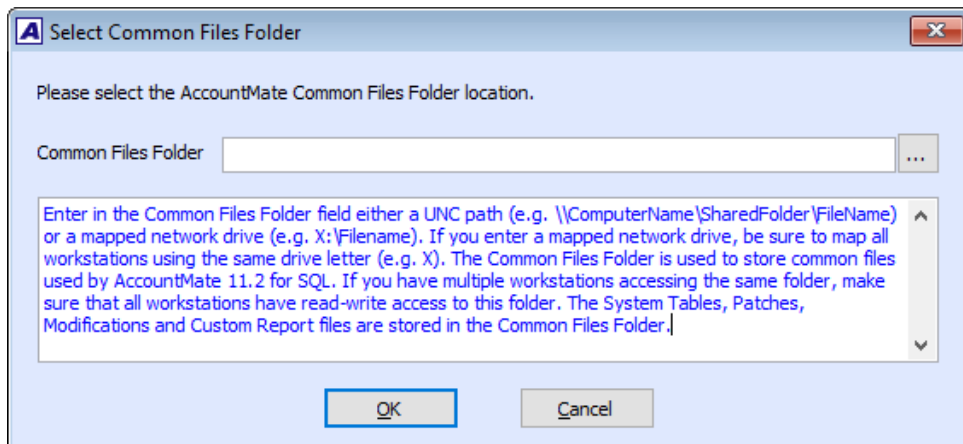 A Select Common Files Folder
Please select the AccountMate Common Files Folder location.
Common Files Folder ...
Enter in the Common Files Folder field either a UNC path (e.g. \\ComputerName\SharedFolder\FileName)
or a mapped network drive (e.g. X:\Filename). If you enter a mapped network drive, be sure to map all
workstations using the same drive letter (e.g. X). The Common Files Folder is used to store common files
used by AccountMate 11.2 for SQL. If you have multiple workstations accessing the same folder, make
sure that all workstations have read-write access to this folder. The System Tables, Patches,
Modifications and Custom Report files are stored in the Common Files Folder.
OK Cancel